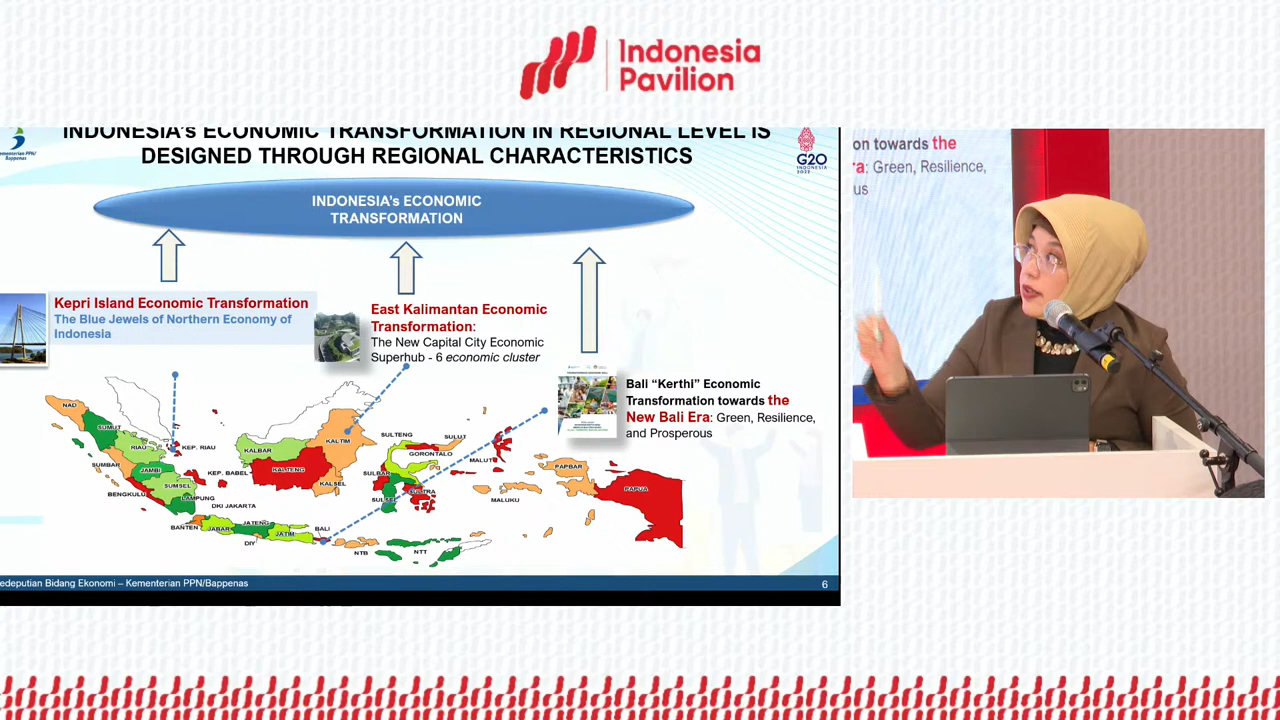 Indonesia
Pavilion
INDONESIA's ECONOMIC TRANSFORMATION IN REGIONAL LEVEL IS
DESIGNED THROUGH REGIONAL CHARACTERISTICS
Kementerian PPN/
Bappenas
G20
INDONESIA
2022
INDONESIA's ECONOMIC
TRANSFORMATION
Kepri Island Economic Transformation
The Blue Jewels of Northern Economy of
Indonesia
East Kalimantan Economic
Transformation:
The New Capital City Economic
Superhub - 6 economic cluster
Bali “KerthI” Economic
Transformation towards the
New Bali Era: Green, Resilience,
and Prosperous
NAD
SUMUT
RIAU
KEP. RIAU
SUMBAR
JAMBI
KEP. BABEL
SUMSEL
BENGKULU
LAMPUNG
DKI JAKARTA
BANTEN
JABAR
JATENG
DIY
JATIM
BALI
NTB
NTT
KALBAR
KALTENG
KALTIM
KALSEL
SULTENG
SULUT
GORONTALO
SULBAR
SULSEL
SULTRA
MALUT
MALUKU
PAPBAR
PAPUA
edeputian Bidang Ekonomi – Kementerian PPN/Bappenas
6
on towards the
ra: Green, Resilience,
us